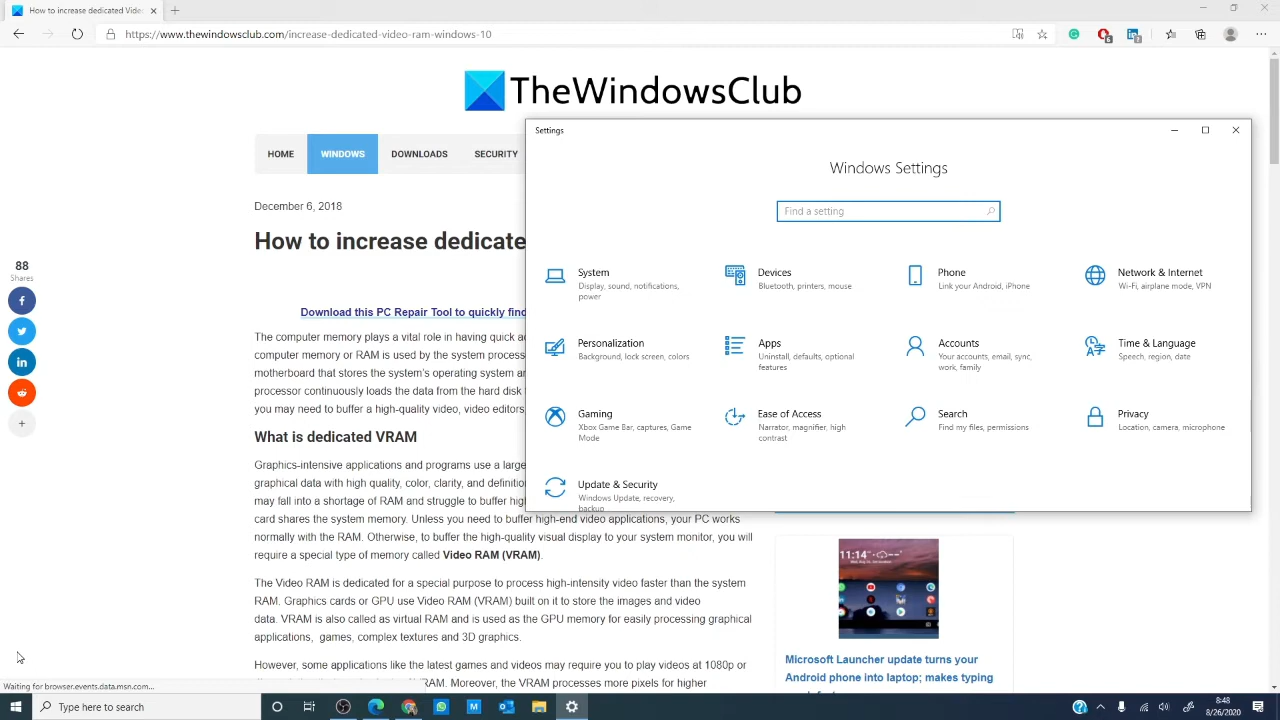 How to increase dedicated Vide
https://www.thewindowsclub.com/increase-dedicated-video-ram-windows-10
6
TheWindowsClub
HOME
WINDOWS
DOWNLOADS
SECURITY
December 6, 2018
How to increase dedicate
88
Shares
Download this PC Repair Tool to quickly find
The computer memory plays a vital role in having quick ac
computer memory or RAM is used by the system process
motherboard that stores the system's operating system an
processor continuously loads the data from the hard disk
you may need to buffer a high-quality video, video editors
What is dedicated VRAM
Graphics-intensive applications and programs use a large
graphical data with high quality, color, clarity, and definitio
may fall into a shortage of RAM and struggle to buffer hig
card shares the system memory. Unless you need to buffer high-end video applications, your PC works
normally with the RAM. Otherwise, to buffer the high-quality visual display to your system monitor, you will
require a special type of memory called Video RAM (VRAM).
The Video RAM is dedicated for a special purpose to process high-intensity video faster than the system
RAM. Graphics cards or GPU use Video RAM (VRAM) built on it to store the images and video
data. VRAM is also called as virtual RAM and is used as the GPU memory for easily processing graphical
applications, games, complex textures and 3D graphics.
However, some applications like the latest games and videos may require you to play videos at 1080p or
RAM. Moreover, the VRAM processes more pixels for higher
Settings
Windows Settings
Find a setting
System
Display, sound, notifications,
power
Devices
Bluetooth, printers, mouse
Phone
Link your Android, iPhone
Network & Internet
Wi-Fi, airplane mode, VPN
Personalization
Background, lock screen, colors
Apps
Uninstall, defaults, optional
features
Accounts
Your accounts, email, sync,
work, family
Time & Language
Speech, region, date
Gaming
Xbox Game Bar, captures, Game
Mode
Ease of Access
Narrator, magnifier, high
contrast
Search
Find my files, permissions
Privacy
Location, camera, microphone
Update & Security
Windows Update, recovery,
backup
11:14
Microsoft Launcher update turns your
Android phone into laptop; makes typing
Waiting for browser.events.data.msn.com...
Type here to search
8:48
8/26/2020